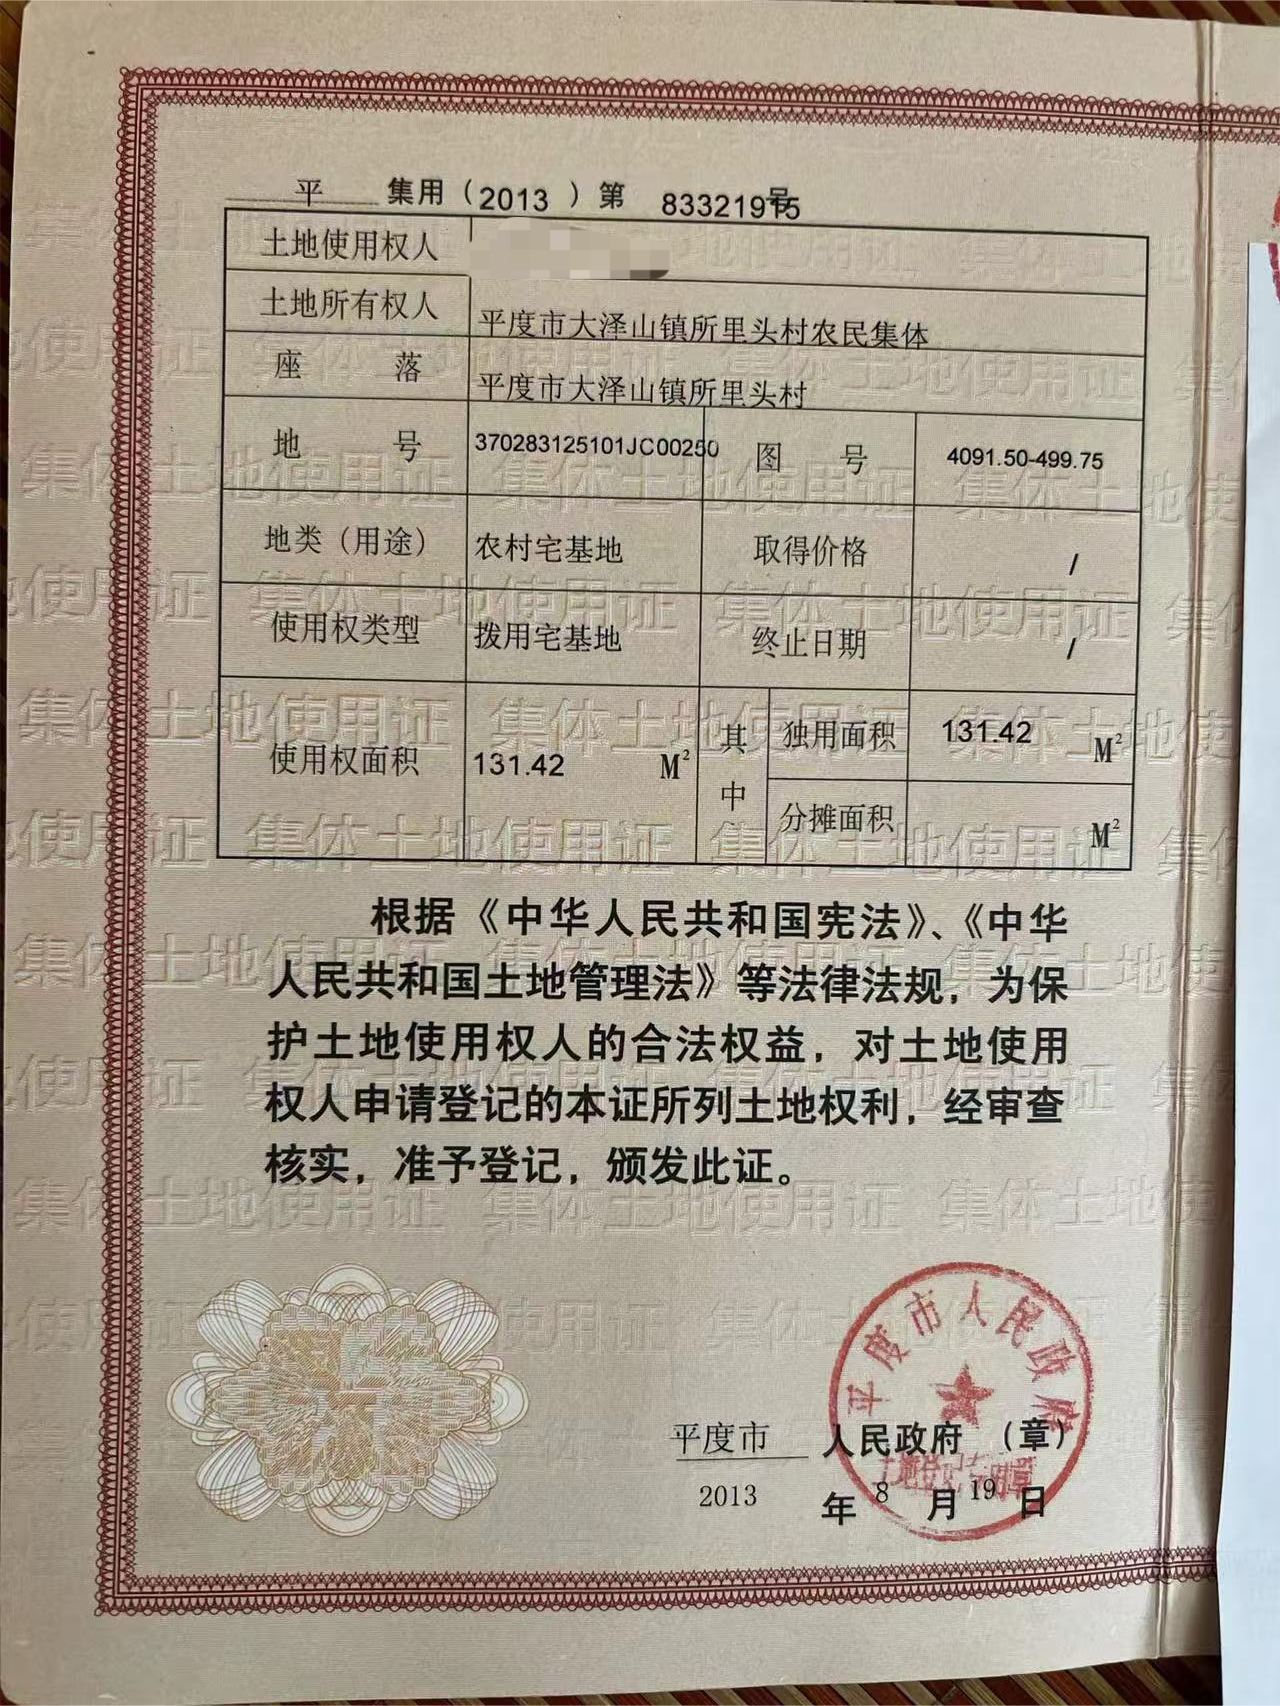 平 集用（2013）第 83321915号
土地使用权人
土地所有权人 平度市大泽山镇所里头村农民集体
座落 平度市大泽山镇所里头村
地号 370283125101JC00250 图号 4091.50-499.75
地类（用途） 农村宅基地 取得价格 /
使用权类型 拨用宅基地 终止日期 /
使用权面积 131.42 M² 其中 独用面积 131.42 M²
分摊面积 M²
根据《中华人民共和国宪法》、《中华
人民共和国土地管理法》等法律法规，为保
护土地使用权人的合法权益，对土地使用
权人申请登记的本证所列土地权利，经审查
核实，准予登记，颁发此证。
平度市人民政府
平度市 人民政府（章）
2013 年 8 月 19 日
集体土地使用证